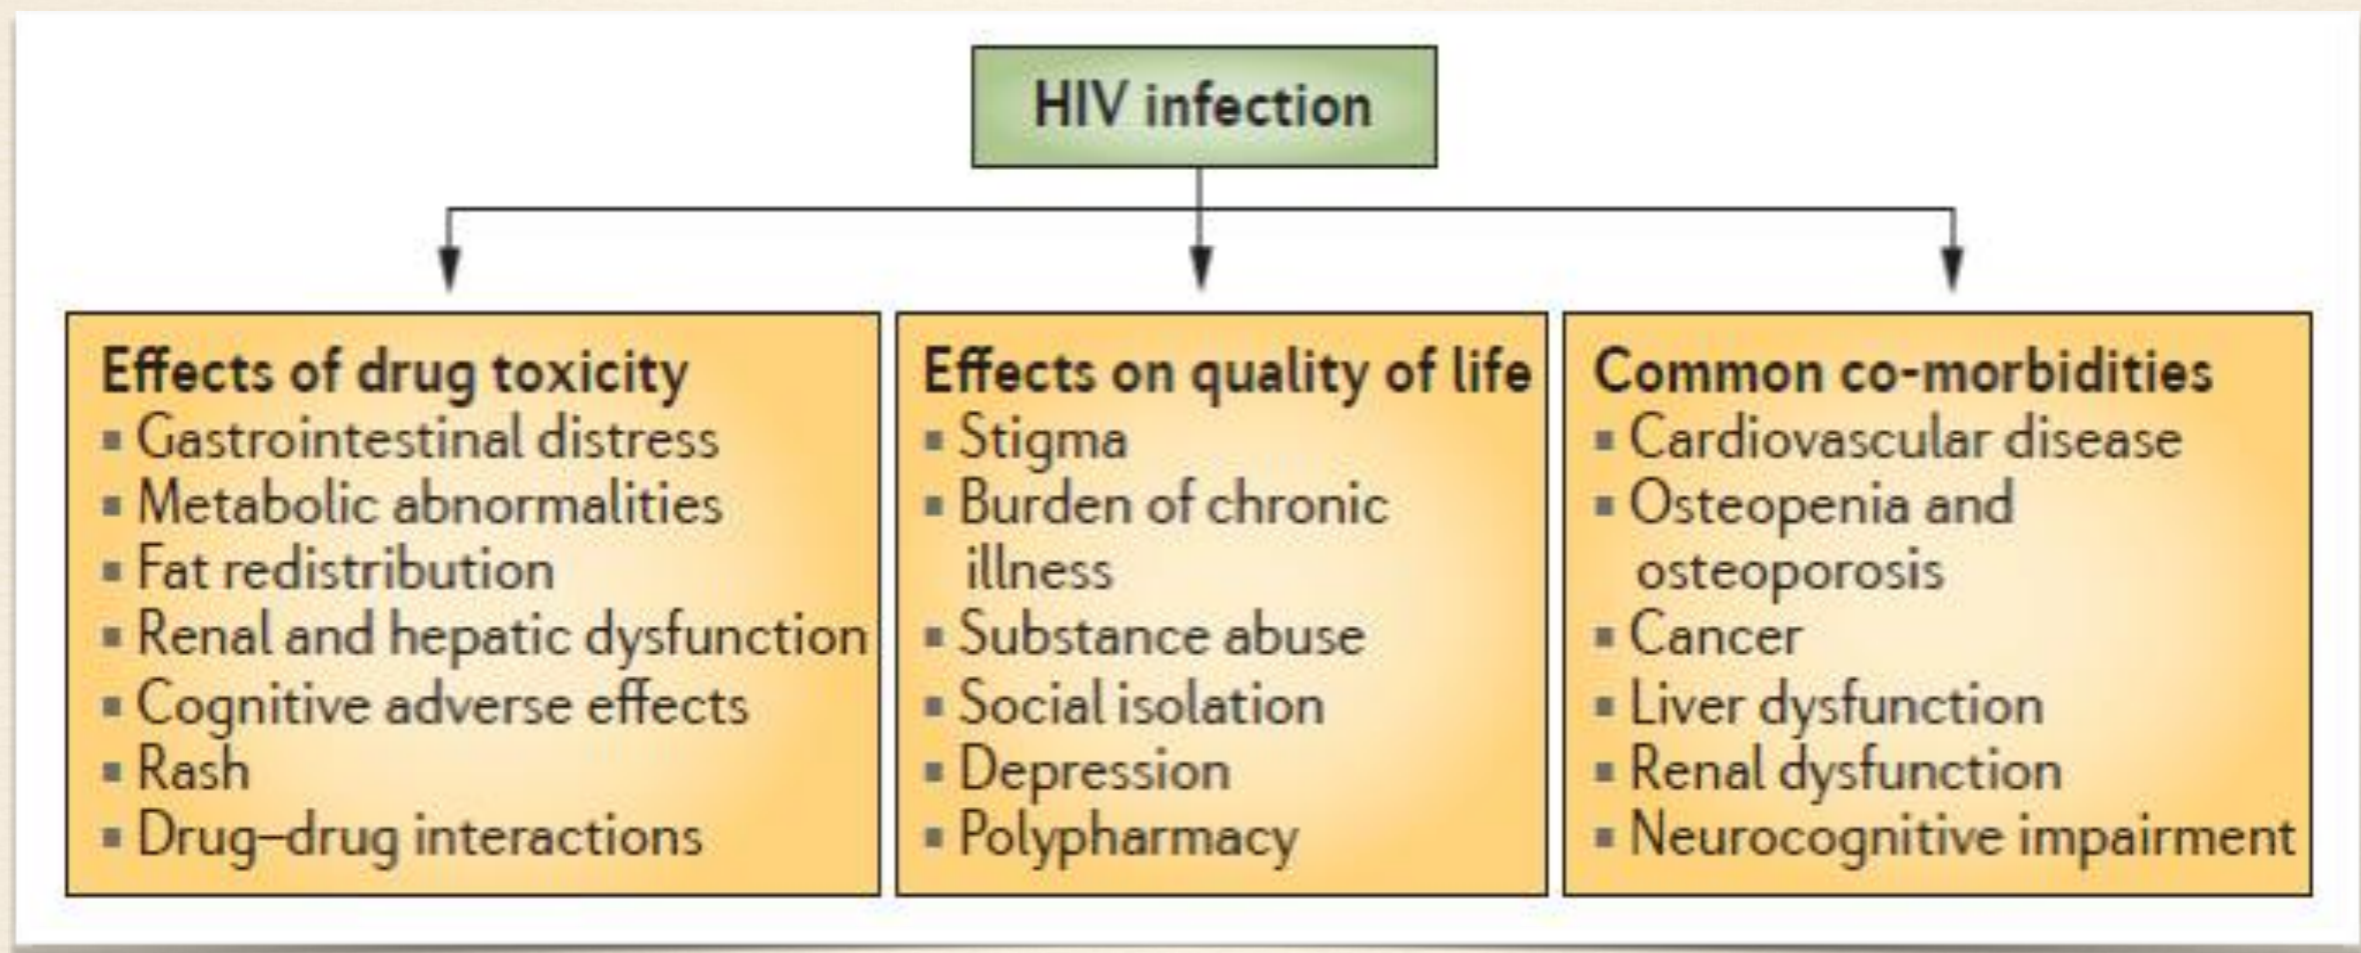 HIV infection
Effects of drug toxicity
▪ Gastrointestinal distress
▪ Metabolic abnormalities
▪ Fat redistribution
▪ Renal and hepatic dysfunction
▪ Cognitive adverse effects
▪ Rash
▪ Drug–drug interactions
Effects on quality of life
▪ Stigma
▪ Burden of chronic
illness
▪ Substance abuse
▪ Social isolation
▪ Depression
▪ Polypharmacy
Common co-morbidities
▪ Cardiovascular disease
▪ Osteopenia and
osteoporosis
▪ Cancer
▪ Liver dysfunction
▪ Renal dysfunction
▪ Neurocognitive impairment